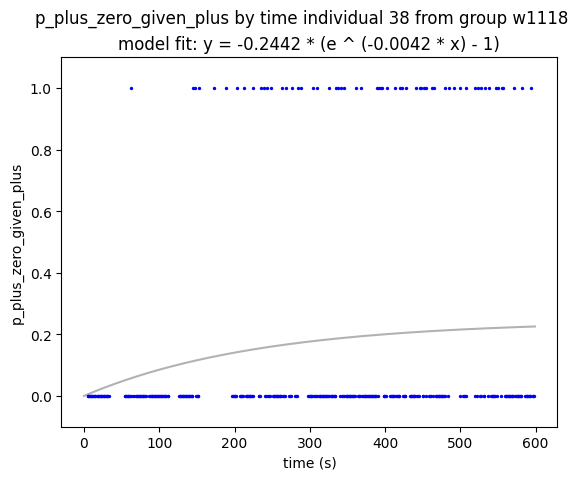 p_plus_zero_given_plus by time individual 38 from group w1118
model fit: y = -0.2442 * (e ^ (-0.0042 * x) - 1)
1.0
0.8
0.6
0.4
0.2
0.0
p_plus_zero_given_plus
0 100 200 300 400 500 600
time (s)